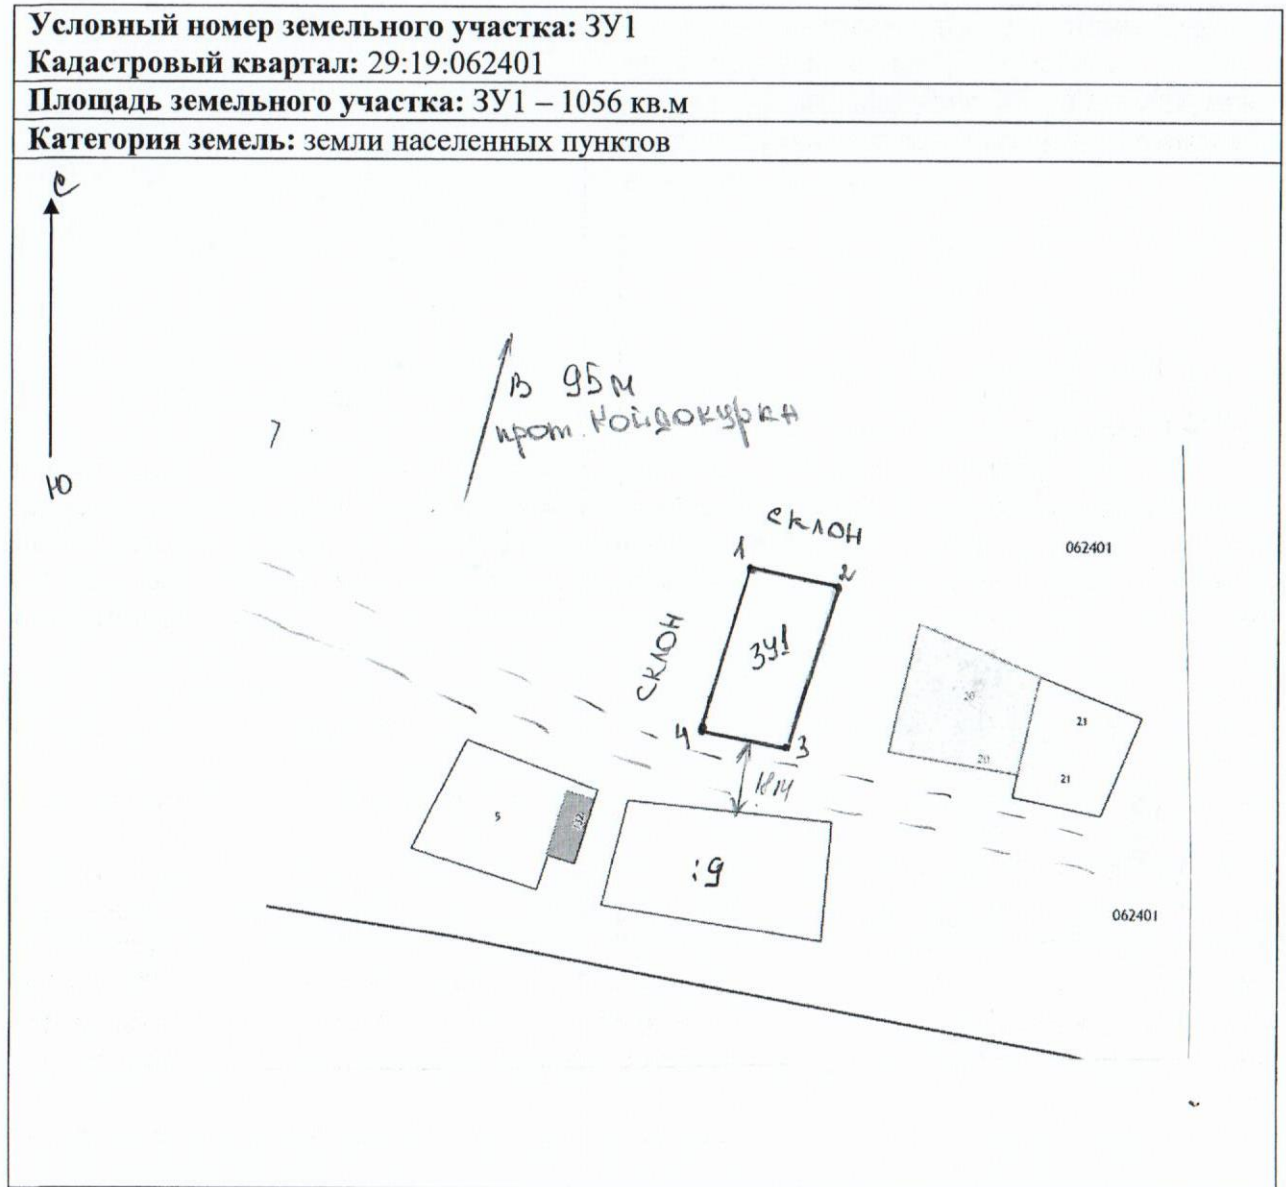 Условный номер земельного участка: ЗУ1
Кадастровый квартал: 29:19:062401
Площадь земельного участка: ЗУ1 – 1056 кв.м
Категория земель: земли населенных пунктов
С
Ю
7
В 95 м
прот. Койдокурка
склон
1
2
062401
склон
ЗУ1
20
21
4
3
20
21
5
:9
062401